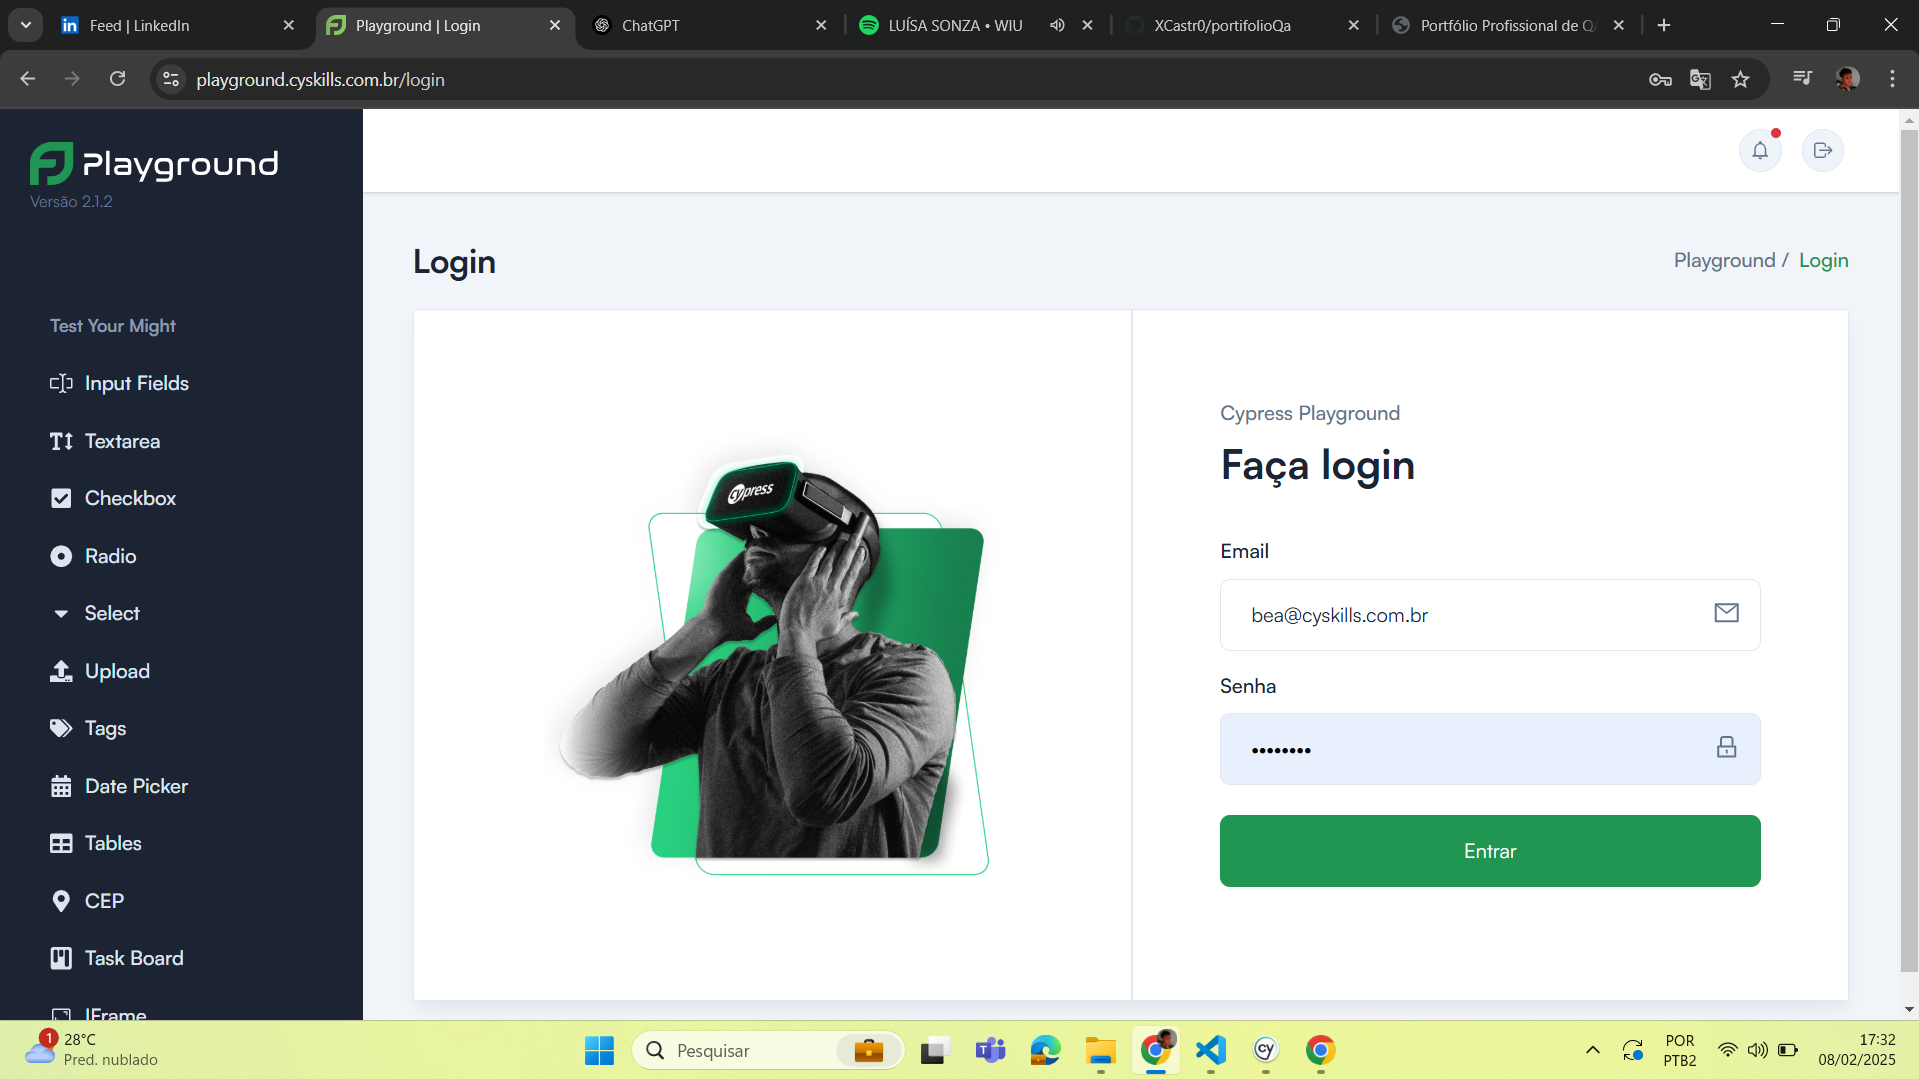 Feed | LinkedIn
Playground | Login
ChatGPT
LUÍSA SONZA • WIU
XCastr0/portifolioQa
Portfólio Profissional de QA
playground.cyskills.com.br/login
Playground
Versão 2.1.2
Test Your Might
Input Fields
Textarea
Checkbox
Radio
Select
Upload
Tags
Date Picker
Tables
CEP
Task Board
IFrame
Login
Playground / Login
cypress
Cypress Playground
Faça login
Email
bea@cyskills.com.br
Senha
••••••••
Entrar
1
28°C
Pred. nublado
Pesquisar
cy
POR
PTB2
17:32
08/02/2025